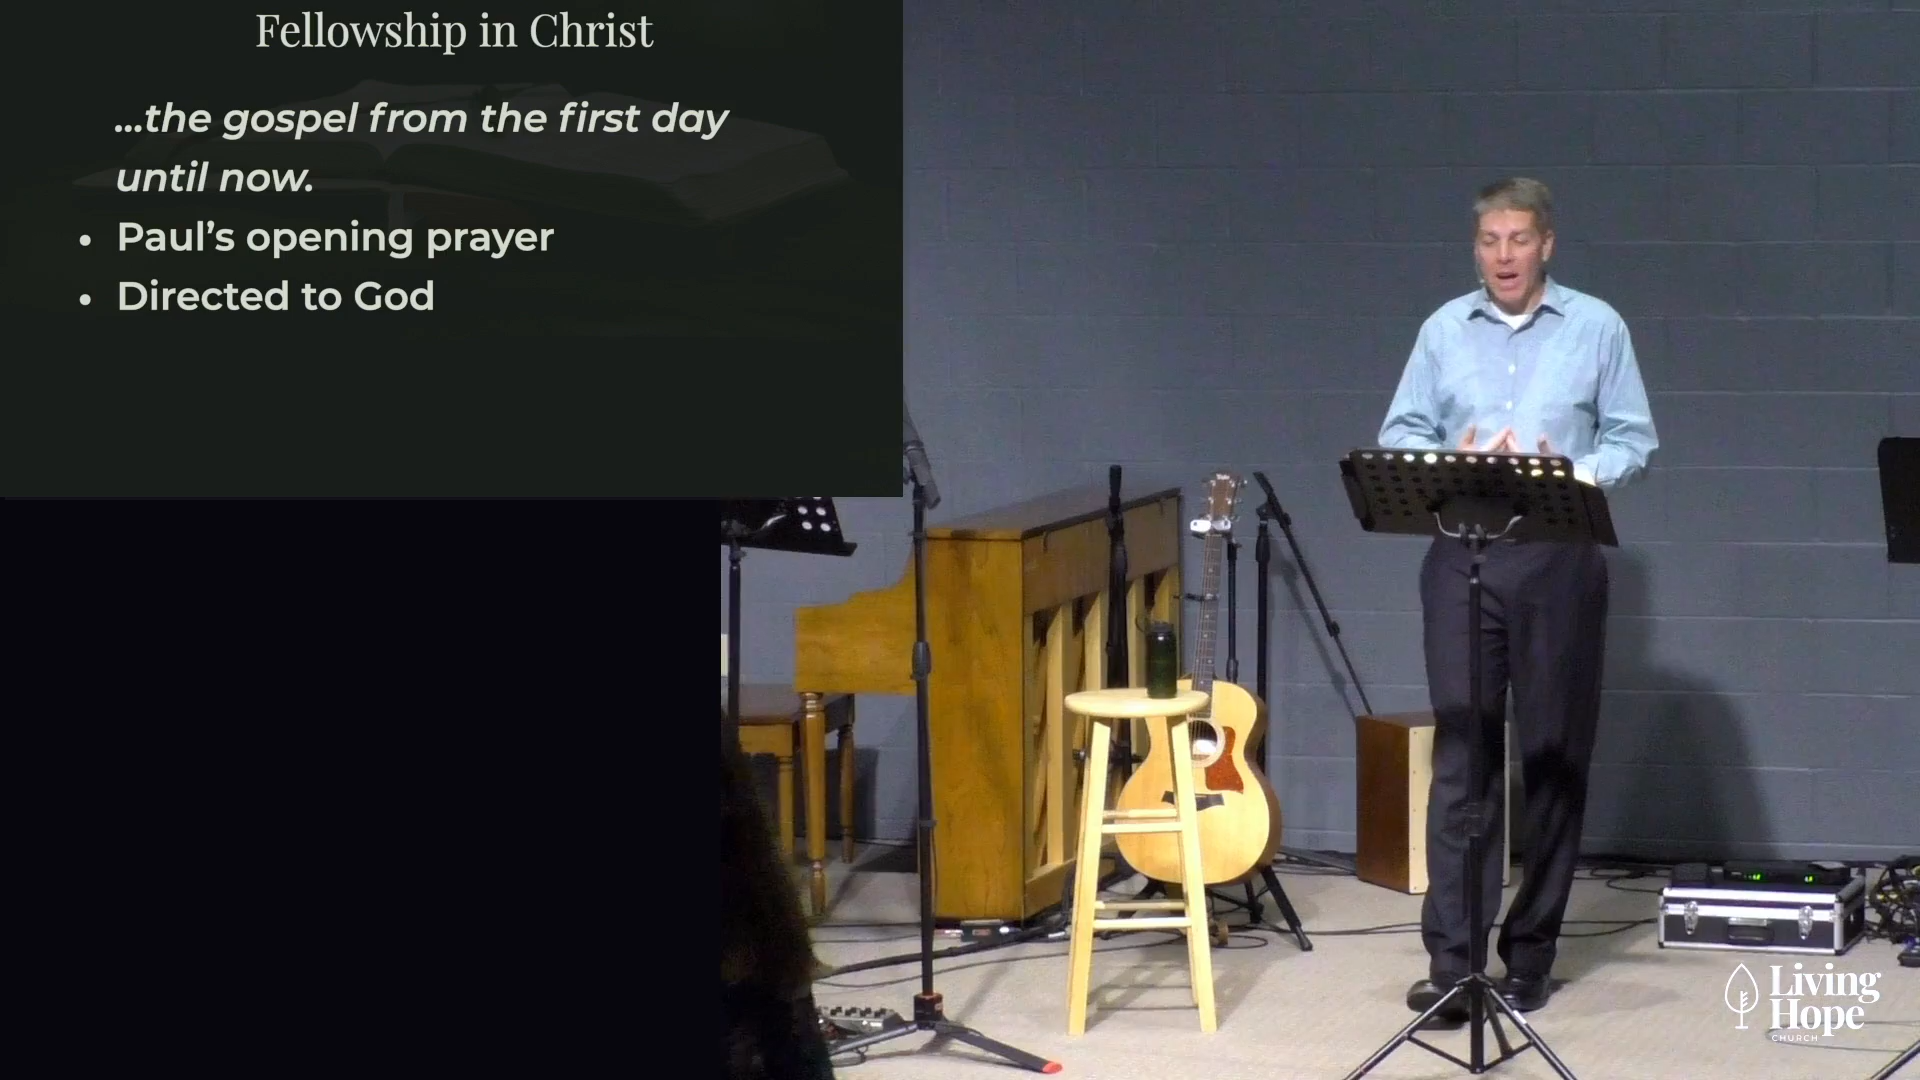 Fellowship in Christ
...the gospel from the first day
until now.
• Paul's opening prayer
• Directed to God
Living
Hope
CHURCH